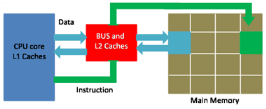 Data
CPU core
L1 Caches
BUS and
L2 Caches
Instruction
Main Memory